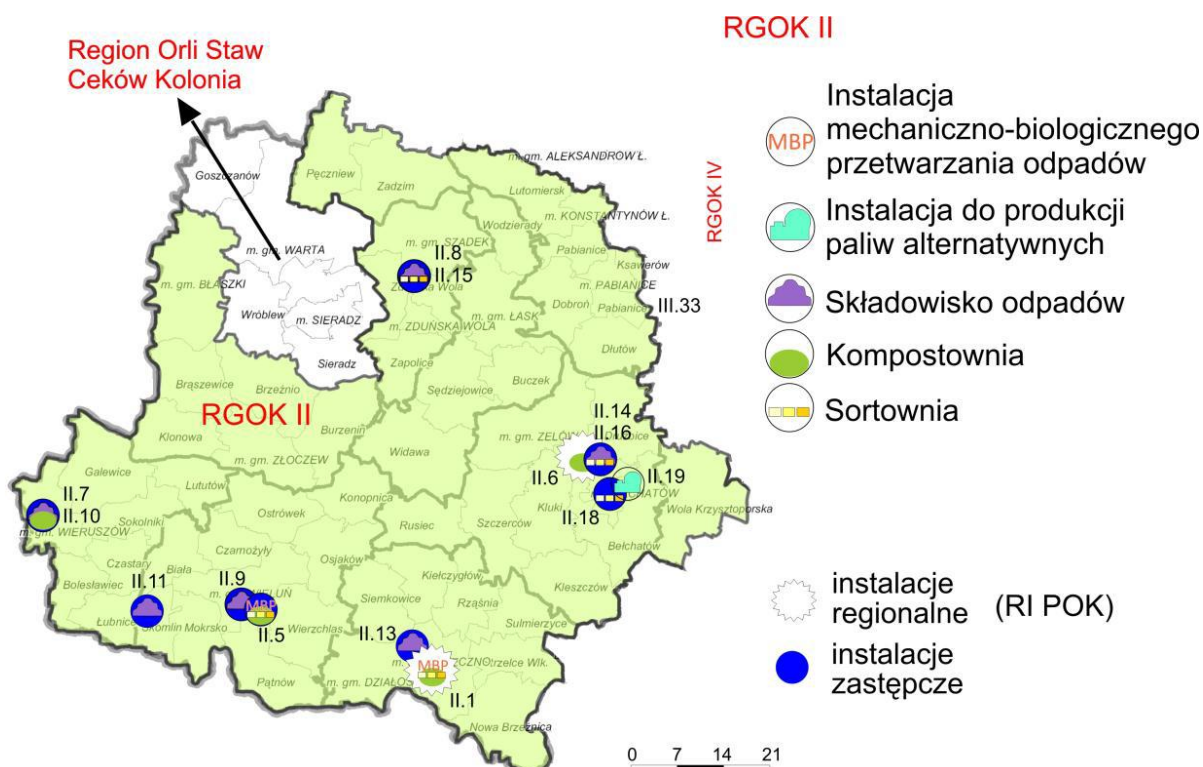 RGOK II
Region Orli Staw
Ceków Kolonia
Instalacja
mechaniczno-biologicznego
przetwarzania odpadów
MBP
Instalacja do produkcji
paliw alternatywnych
Składowisko odpadów
Kompostownia
Sortownia
instalacje
regionalne (RI POK)
instalacje
zastępcze
RGOK IV
m. gm. ALEKSANDRÓW Ł.
Goszczanów
Pęczniew
Zadzim
Lutomiersk
m. KONSTANTYNÓW Ł.
Wodzierady
m. gm. WARTA
m. gm. SZADEK
Pabianice
II.8
II.15
Ksawerów
m. gm. BŁASZKI
m. PABIANICE
Wola
Dobroń
Pabianice
III.33
Wróblew
m. SIERADZ
m. gm. ŁASK
m. ZDUŃSKA WOLA
Sieradz
Zapolice
Dłutów
Brąszewice
Brzeźnio
Sędziejowice
Buczek
RGOK II
Burzenin
II.14
Klonowa
m. gm. ZELÓW
II.16
m. gm. ZŁOCZEW
Widawa
Galewice
II.6
II.19
Lututów
Konopnica
II.7
Ostrówek
Kluki
II.10
Sokolniki
Rusiec
Szczerców
II.18
Wola Krzysztoporska
m. gm. WIERUSZÓW
Czarnożyły
Osjaków
Bełchatów
Czastary
Biała
II.9
Bolesławiec
II.11
Kiełczygłów
Kleszczów
MBP
Siemkowice
Rząśnia
Łubnice
Skomlin
Mokrsko
II.5
Wierzchlas
II.13
Sulmierzyce
MBP
Pątnów
II.1
Nowa Brzeźnica
0 7 14 21